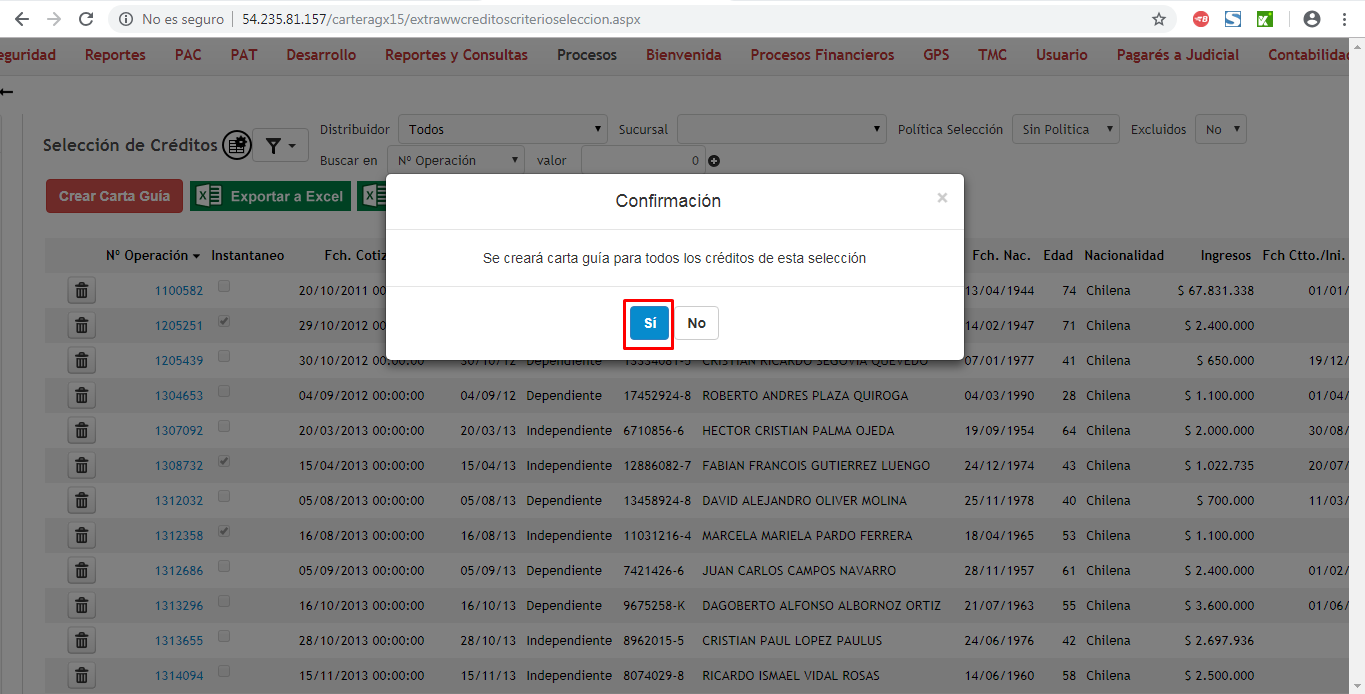 No es seguro | 54.235.81.157/carteragx15/extrawwcreditoscriterioseleccion.aspx
eguridad Reportes PAC PAT Desarrollo Reportes y Consultas Procesos Bienvenida Procesos Financieros GPS TMC Usuario Pagarés a Judicial Contabilidad
Selección de Créditos Distribuidor Todos Sucursal Política Selección Sin Politica Excluidos No
Buscar en Nº Operación valor 0
Crear Carta Guía Exportar a Excel
Confirmación ×
Se creará carta guía para todos los créditos de esta selección
Sí No
Nº Operación Instantaneo Fch. Cotiz Fch. Nac. Edad Nacionalidad Ingresos Fch Ctto./Ini.
1100582 20/10/2011 00 13/04/1944 74 Chilena $ 67.831.338 01/01/
1205251 29/10/2012 00 14/02/1947 71 Chilena $ 2.400.000
1205439 30/10/2012 00:00:00 30/10/12 Dependiente 13334081-5 CRISTIAN RICARDO SEGOVIA QUEVEDO 07/01/1977 41 Chilena $ 650.000 19/12/
1304653 04/09/2012 00:00:00 04/09/12 Dependiente 17452924-8 ROBERTO ANDRES PLAZA QUIROGA 04/03/1990 28 Chilena $ 1.100.000 01/04/
1307092 20/03/2013 00:00:00 20/03/13 Independiente 6710856-6 HECTOR CRISTIAN PALMA OJEDA 19/09/1954 64 Chilena $ 2.000.000 30/08/
1308732 15/04/2013 00:00:00 15/04/13 Independiente 12886082-7 FABIAN FRANCOIS GUTIERREZ LUENGO 24/12/1974 43 Chilena $ 1.022.735 20/07/
1312032 05/08/2013 00:00:00 05/08/13 Dependiente 13458924-8 DAVID ALEJANDRO OLIVER MOLINA 25/11/1978 40 Chilena $ 700.000 11/03/
1312358 16/08/2013 00:00:00 16/08/13 Independiente 11031216-4 MARCELA MARIELA PARDO FERRERA 18/04/1965 53 Chilena $ 1.100.000
1312686 05/09/2013 00:00:00 05/09/13 Dependiente 7421426-6 JUAN CARLOS CAMPOS NAVARRO 28/11/1957 61 Chilena $ 2.400.000 01/02/
1313296 16/10/2013 00:00:00 16/10/13 Dependiente 9675258-K DAGOBERTO ALFONSO ALBORNOZ ORTIZ 21/07/1963 55 Chilena $ 3.600.000 01/06/
1313655 28/10/2013 00:00:00 28/10/13 Independiente 8962015-5 CRISTIAN PAUL LOPEZ PAULUS 24/06/1976 42 Chilena $ 2.697.936
1314094 15/11/2013 00:00:00 15/11/13 Independiente 8074029-8 RICARDO ISMAEL VIDAL ROSAS 14/06/1960 58 Chilena $ 2.500.000